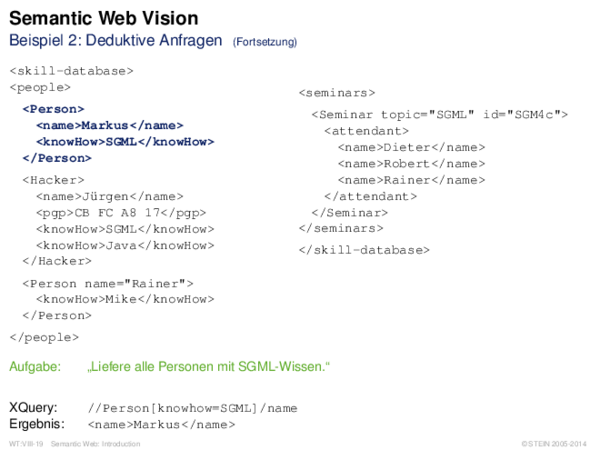 Semantic Web Vision
Beispiel 2: Deduktive Anfragen (Fortsetzung)
<skill-database>
<people>
<Person>
<name>Markus</name>
<knowHow>SGML</knowHow>
</Person>
<Hacker>
<name>Jürgen</name>
<pgp>CB FC A8 17</pgp>
<knowHow>SGML</knowHow>
<knowHow>Java</knowHow>
</Hacker>
<Person name="Rainer">
<knowHow>Mike</knowHow>
</Person>
</people>
<seminars>
<Seminar topic="SGML" id="SGM4c">
<attendant>
<name>Dieter</name>
<name>Robert</name>
<name>Rainer</name>
</attendant>
</Seminar>
</seminars>
</skill-database>
Aufgabe: „Liefere alle Personen mit SGML-Wissen.“
XQuery: //Person[knowhow=SGML]/name
Ergebnis: <name>Markus</name>
WT:VIII-19 Semantic Web: Introduction © STEIN 2005-2014